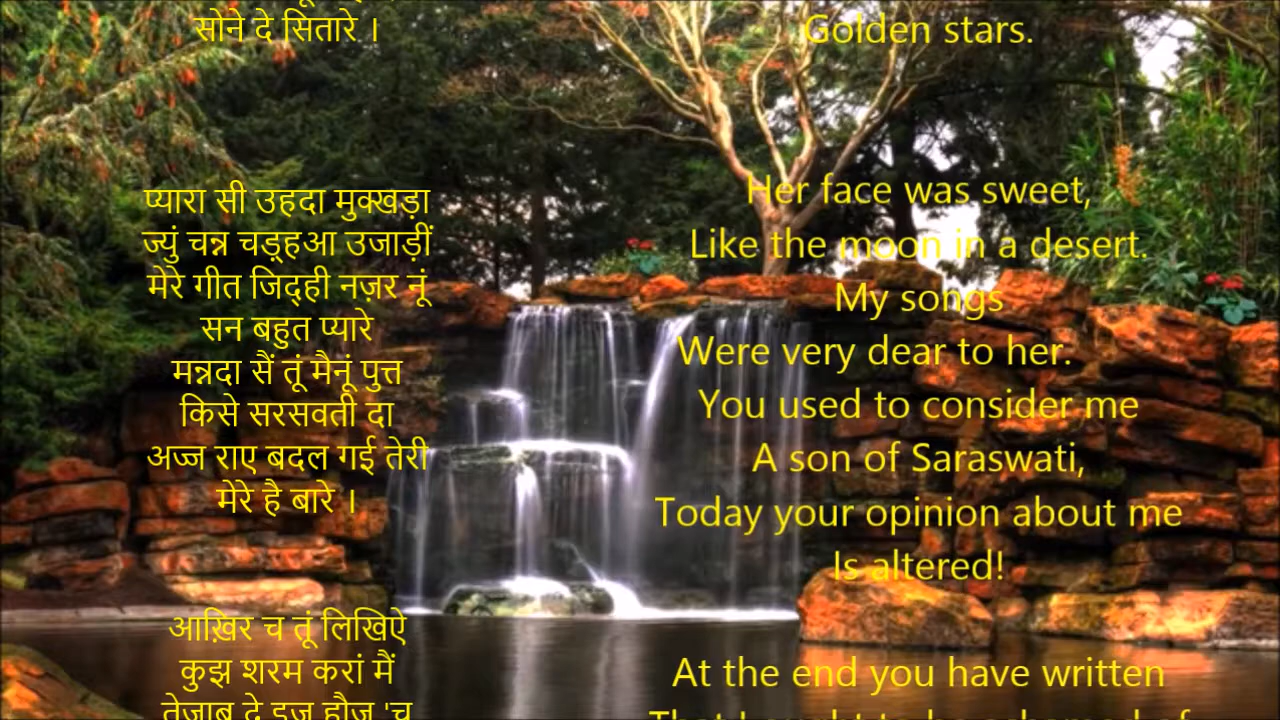 सोने दे सितारे ।
प्यारा सी उहदा मुक्खड़ा
ज्युं चन्न चड़्हआ उजाड़ीं
मेरे गीत जिद्ही नज़र नूं
सन बहुत प्यारे
मन्नदा सैं तूं मैनूं पुत्त
किसे सरसवती दा
अज्ज राए बदल गई तेरी
मेरे है बारे ।
आख़िर च तूं लिखिऐ
कुझ शरम करां मैं
Golden stars.
Her face was sweet,
Like the moon in a desert.
My songs
Were very dear to her.
You used to consider me
A son of Saraswati,
Today your opinion about me
Is altered!
At the end you have written